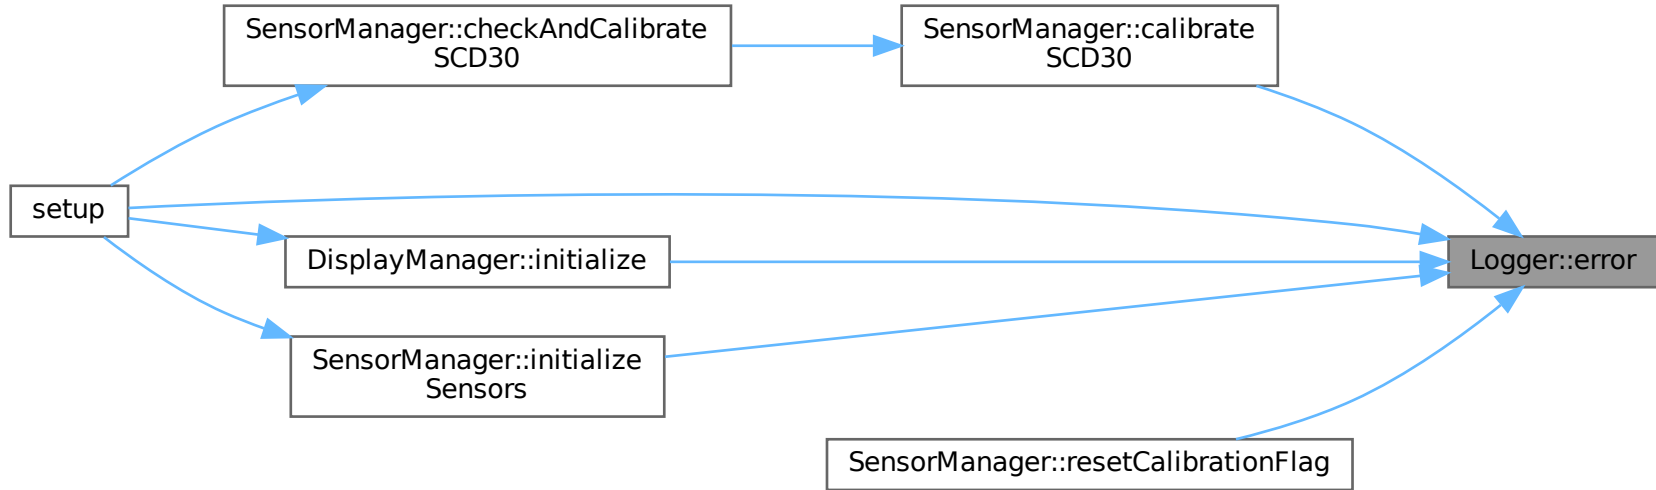 SensorManager::checkAndCalibrate
SCD30
SensorManager::calibrate
SCD30
setup
DisplayManager::initialize
Logger::error
SensorManager::initialize
Sensors
SensorManager::resetCalibrationFlag